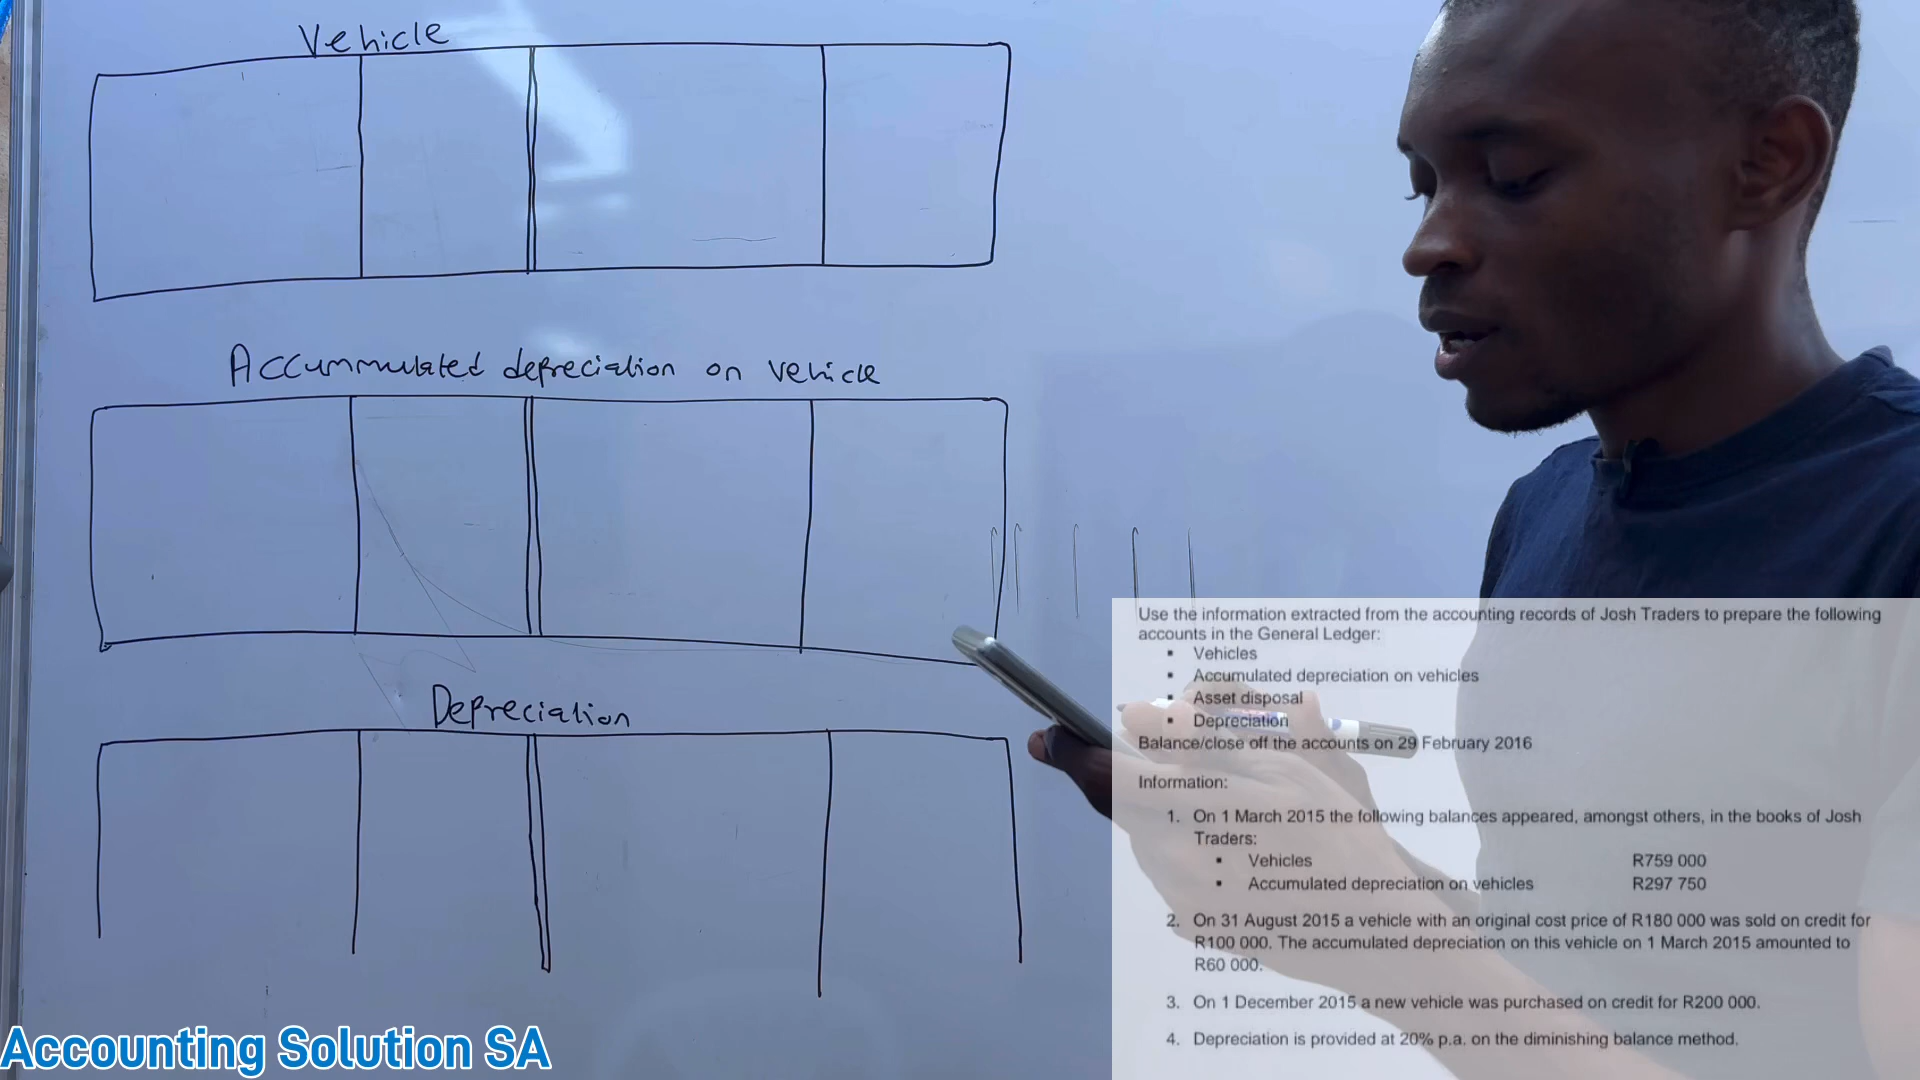 Vehicle
Accummulated depreciation on vehicle
Depreciation
Use the information extracted from the accounting records of Josh Traders to prepare the following
accounts in the General Ledger:
▪ Vehicles
▪ Accumulated depreciation on vehicles
▪ Asset disposal
▪ Depreciation
Balance/close off the accounts on 29 February 2016
Information:
1. On 1 March 2015 the following balances appeared, amongst others, in the books of Josh
Traders:
▪ Vehicles R759 000
▪ Accumulated depreciation on vehicles R297 750
2. On 31 August 2015 a vehicle with an original cost price of R180 000 was sold on credit for
R100 000. The accumulated depreciation on this vehicle on 1 March 2015 amounted to
R60 000.
3. On 1 December 2015 a new vehicle was purchased on credit for R200 000.
4. Depreciation is provided at 20% p.a. on the diminishing balance method.
Accounting Solution SA